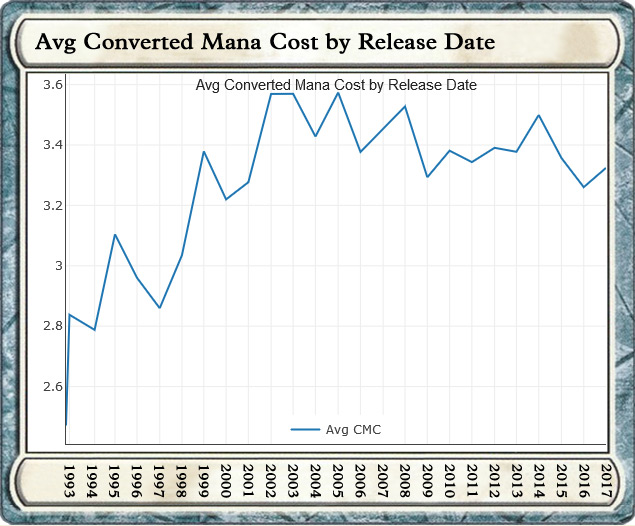 Avg Converted Mana Cost by Release Date
Avg Converted Mana Cost by Release Date
3.6
3.4
3.2
3
2.8
2.6
Avg CMC
1993 1994 1995 1996 1997 1998 1999 2000 2001 2002 2003 2004 2005 2006 2007 2008 2009 2010 2011 2012 2013 2014 2015 2016 2017